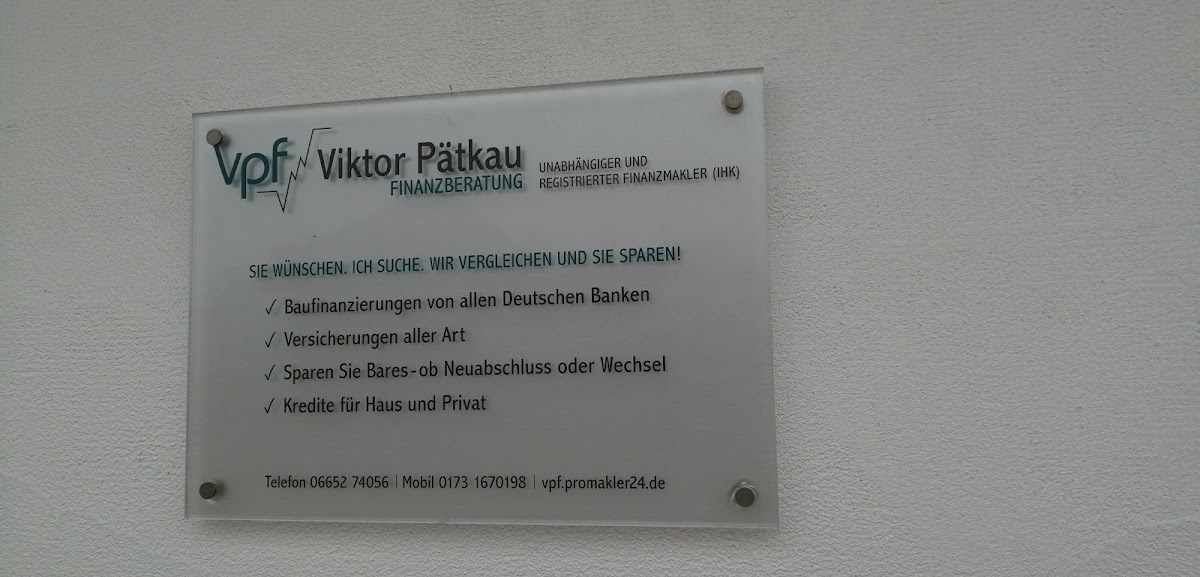 vpf Viktor Pätkau
FINANZBERATUNG
UNABHÄNGIGER UND
REGISTRIERTER FINANZMAKLER (IHK)
SIE WÜNSCHEN. ICH SUCHE. WIR VERGLEICHEN UND SIE SPAREN!
✓ Baufinanzierungen von allen Deutschen Banken
✓ Versicherungen aller Art
✓ Sparen Sie Bares-ob Neuabschluss oder Wechsel
✓ Kredite für Haus und Privat
Telefon 06652 74056 | Mobil 0173 1670198 | vpf.promakler24.de